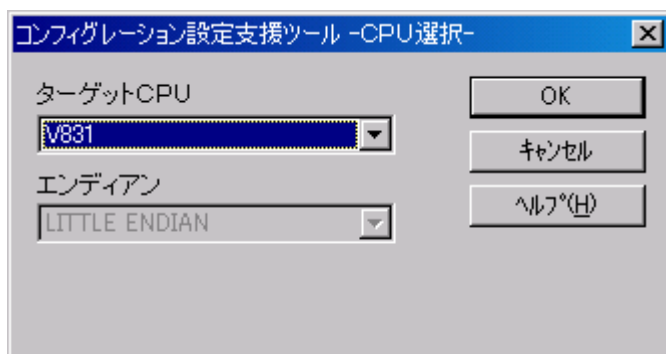 コンフィグレーション設定支援ツール -CPU選択-
ターゲットCPU
V831
エンディアン
LITTLE ENDIAN
OK
ｷｬﾝｾﾙ
ﾍﾙﾌﾟ(H)